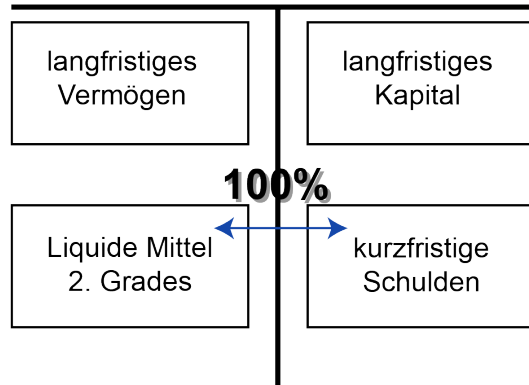 langfristiges
Vermögen
langfristiges
Kapital
100%
Liquide Mittel
2. Grades
kurzfristige
Schulden